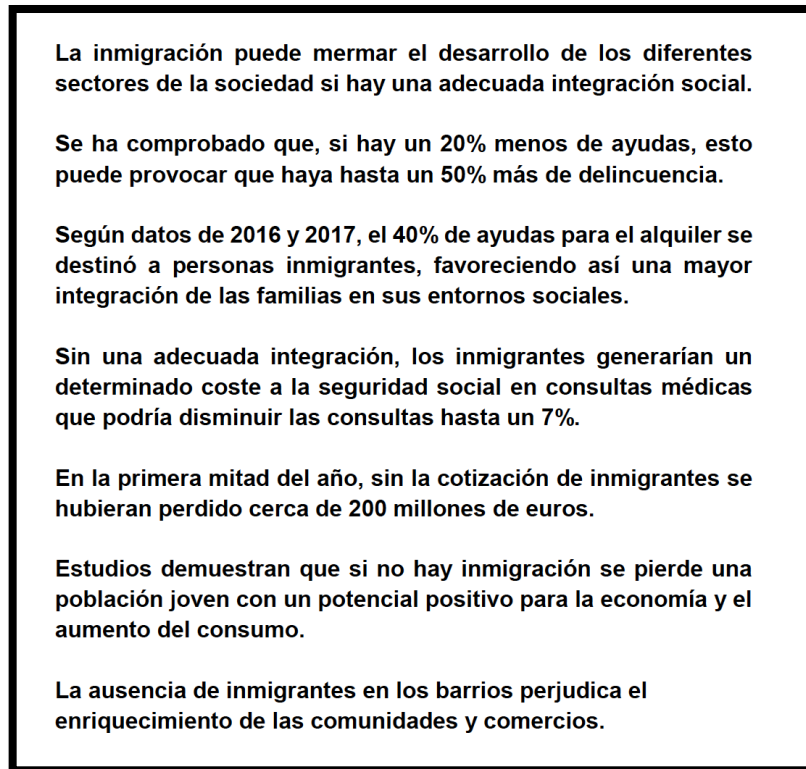 La inmigración puede mermar el desarrollo de los diferentes
sectores de la sociedad si hay una adecuada integración social.
Se ha comprobado que, si hay un 20% menos de ayudas, esto
puede provocar que haya hasta un 50% más de delincuencia.
Según datos de 2016 y 2017, el 40% de ayudas para el alquiler se
destinó a personas inmigrantes, favoreciendo así una mayor
integración de las familias en sus entornos sociales.
Sin una adecuada integración, los inmigrantes generarían un
determinado coste a la seguridad social en consultas médicas
que podría disminuir las consultas hasta un 7%.
En la primera mitad del año, sin la cotización de inmigrantes se
hubieran perdido cerca de 200 millones de euros.
Estudios demuestran que si no hay inmigración se pierde una
población joven con un potencial positivo para la economía y el
aumento del consumo.
La ausencia de inmigrantes en los barrios perjudica el
enriquecimiento de las comunidades y comercios.